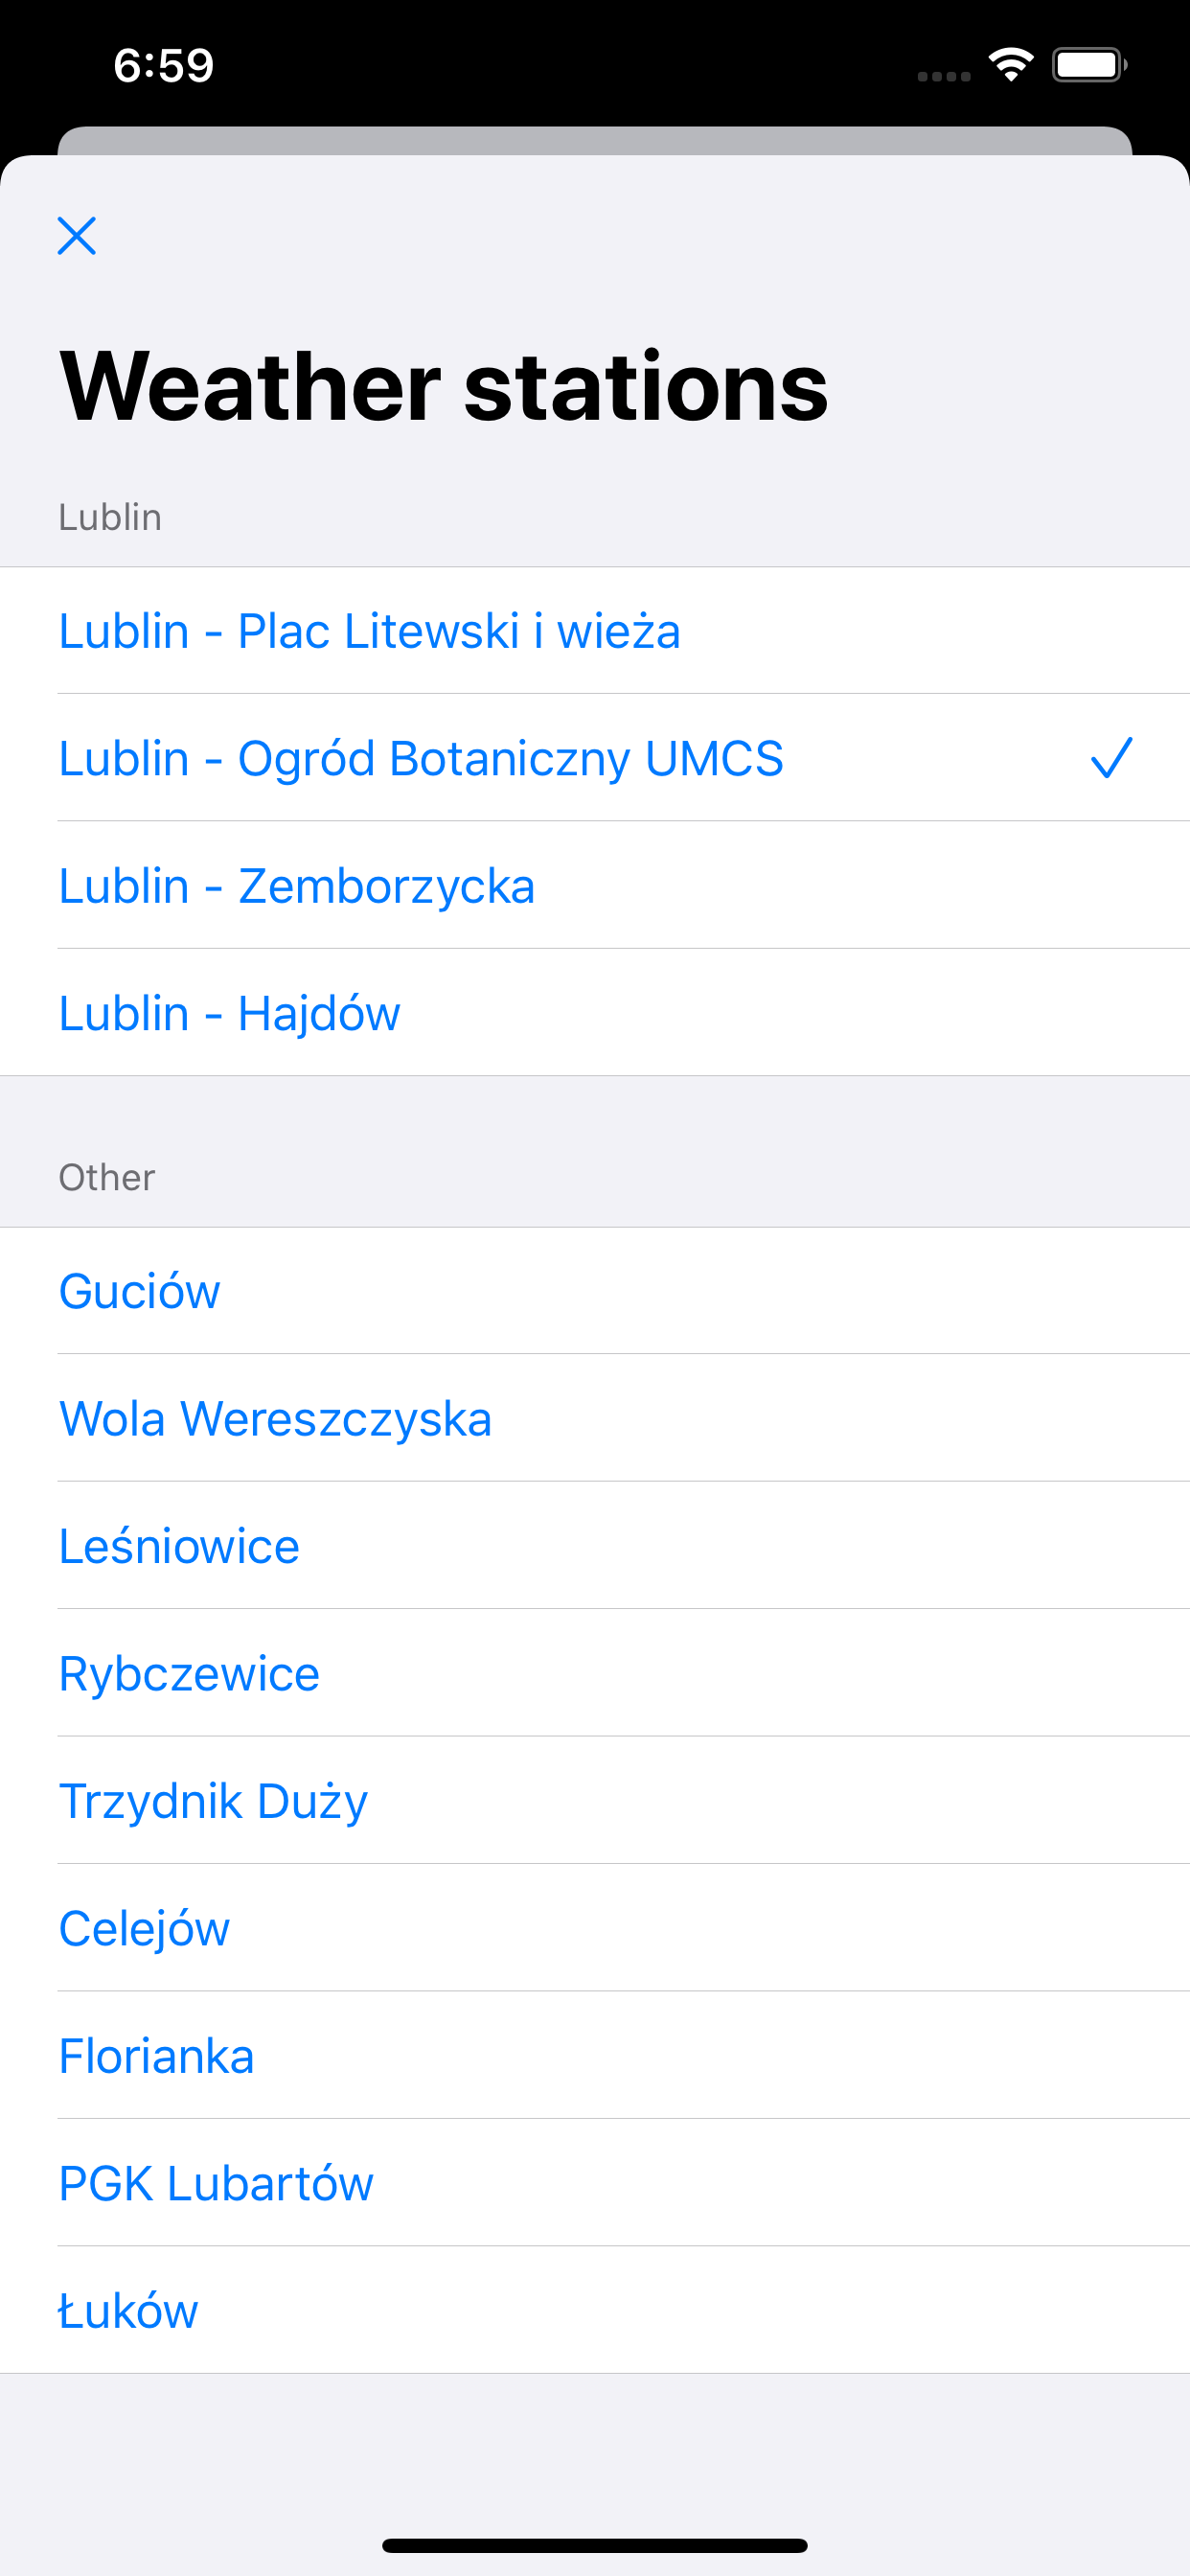 6:59
Weather stations
Lublin
Lublin - Plac Litewski i wieża
Lublin - Ogród Botaniczny UMCS
Lublin - Zemborzycka
Lublin - Hajdów
Other
Guciów
Wola Wereszczyska
Leśniowice
Rybczewice
Trzydnik Duży
Celejów
Florianka
PGK Lubartów
Łuków